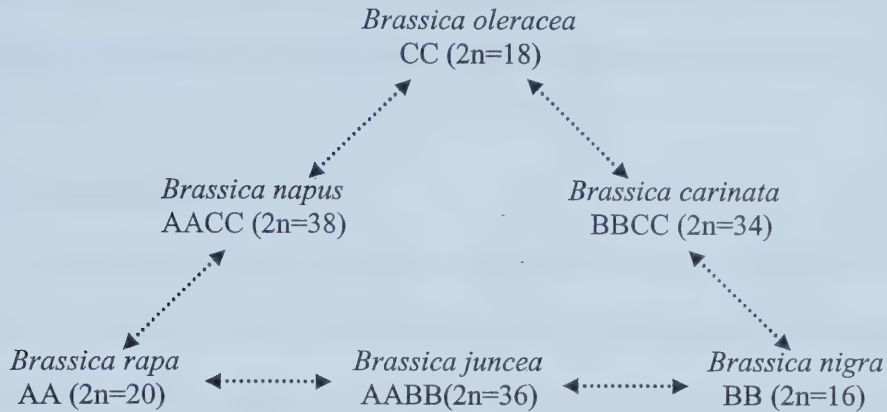 Brassica oleracea
CC (2n=18)
Brassica napus
AACC (2n=38)
Brassica carinata
BBCC (2n=34)
Brassica rapa
AA (2n=20)
Brassica juncea
AABB(2n=36)
Brassica nigra
BB (2n=16)